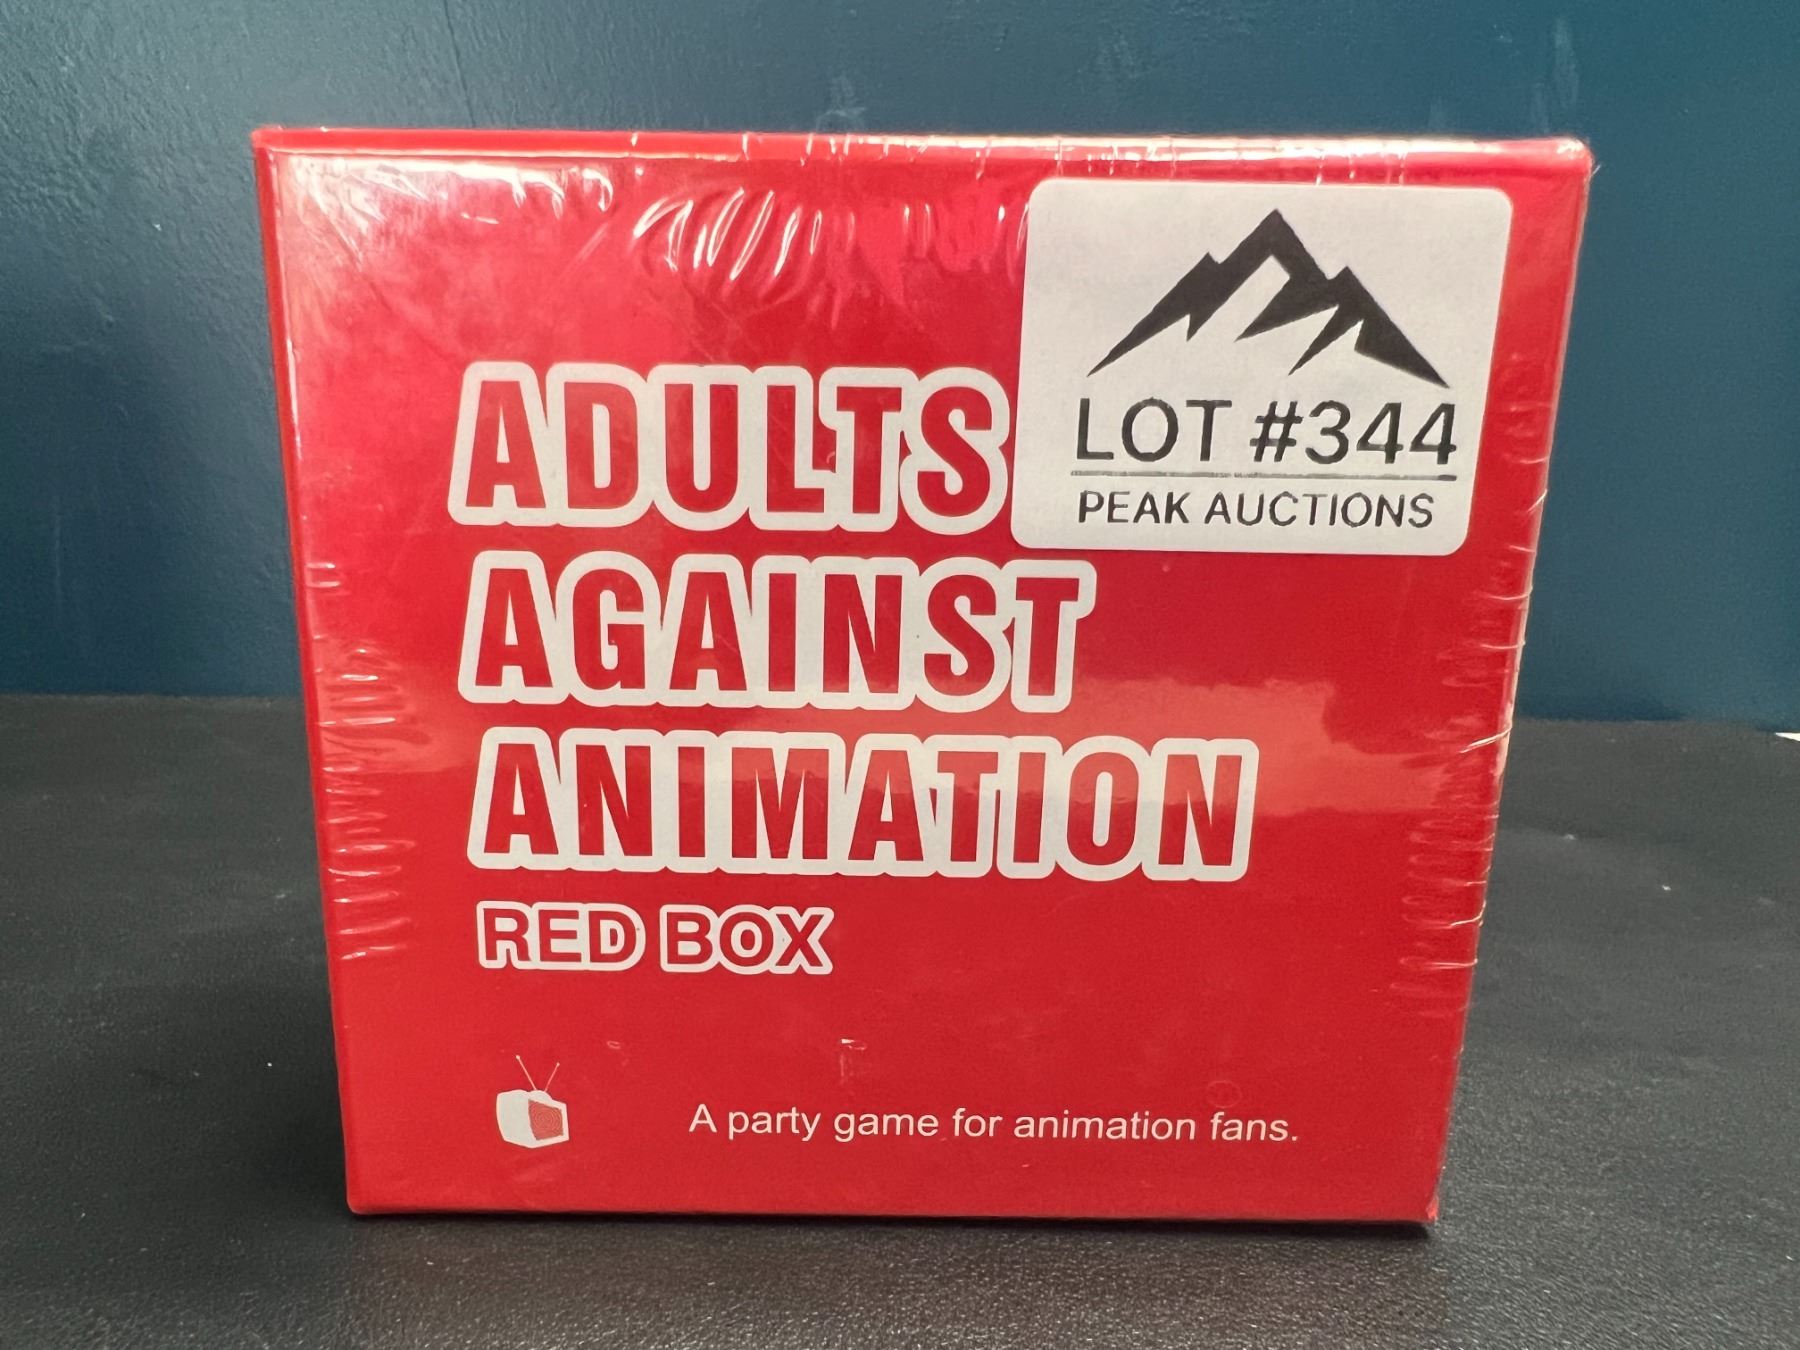 LOT #344
PEAK AUCTIONS
ADULTS
AGAINST
ANIMATION
RED BOX
A party game for animation fans.